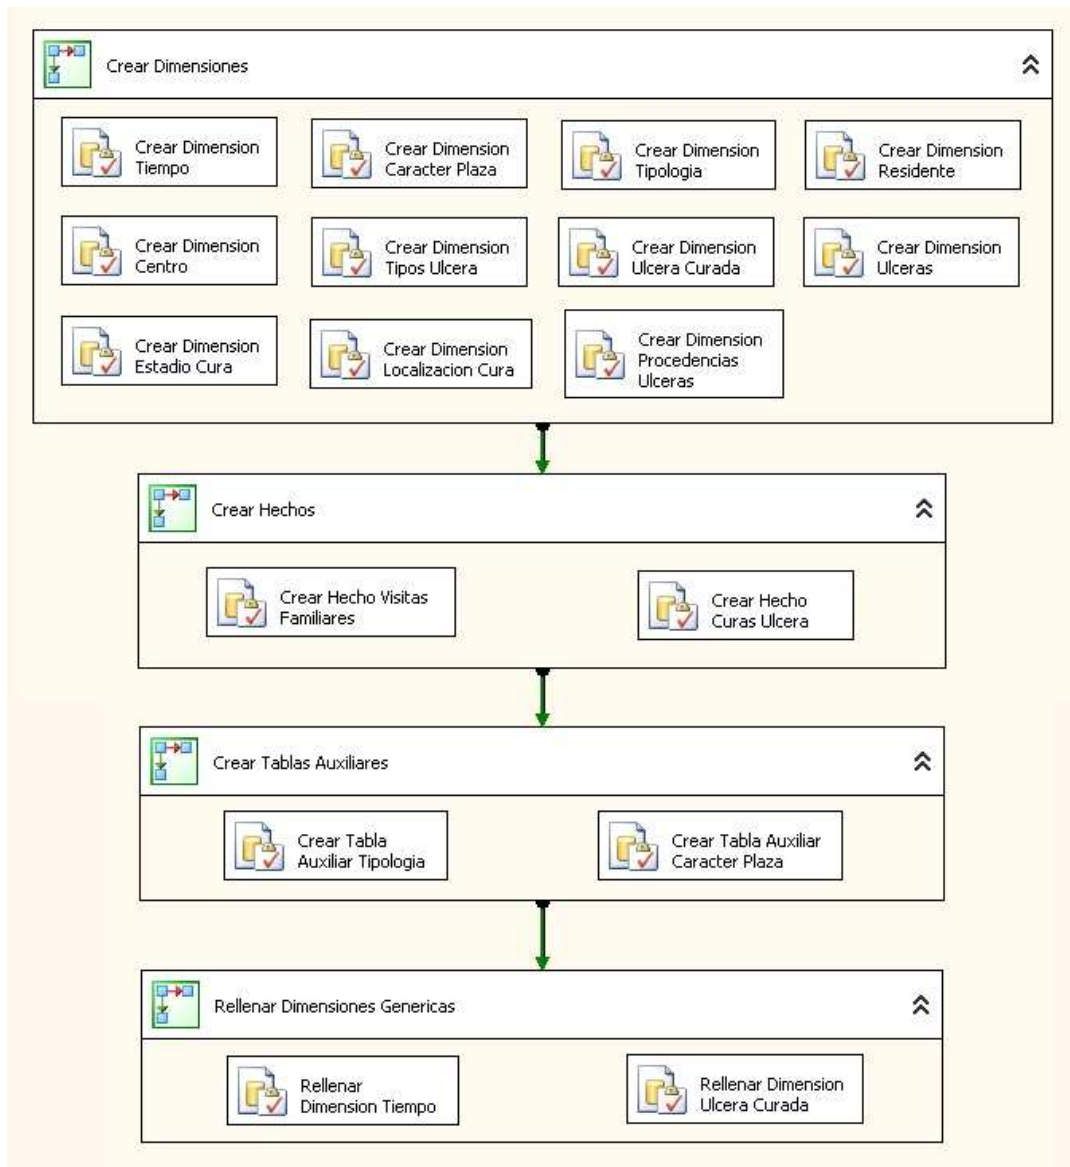 Crear Dimensiones
Crear Dimension
Tiempo
Crear Dimension
Caracter Plaza
Crear Dimension
Tipologia
Crear Dimension
Residente
Crear Dimension
Centro
Crear Dimension
Tipos Ulcera
Crear Dimension
Ulcera Curada
Crear Dimension
Ulceras
Crear Dimension
Estadio Cura
Crear Dimension
Localizacion Cura
Crear Dimension
Procedencias
Ulceras
Crear Hechos
Crear Hecho Visitas
Familiares
Crear Hecho
Curas Ulcera
Crear Tablas Auxiliares
Crear Tabla
Auxiliar Tipologia
Crear Tabla Auxiliar
Caracter Plaza
Rellenar Dimensiones Genericas
Rellenar
Dimension Tiempo
Rellenar Dimension
Ulcera Curada